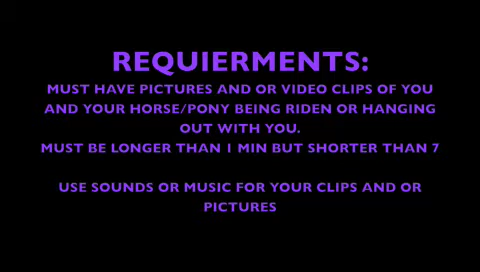 REQUIERMENTS:
MUST HAVE PICTURES AND OR VIDEO CLIPS OF YOU
AND YOUR HORSE/PONY BEING RIDEN OR HANGING
OUT WITH YOU.
MUST BE LONGER THAN 1 MIN BUT SHORTER THAN 7
USE SOUNDS OR MUSIC FOR YOUR CLIPS AND OR
PICTURES